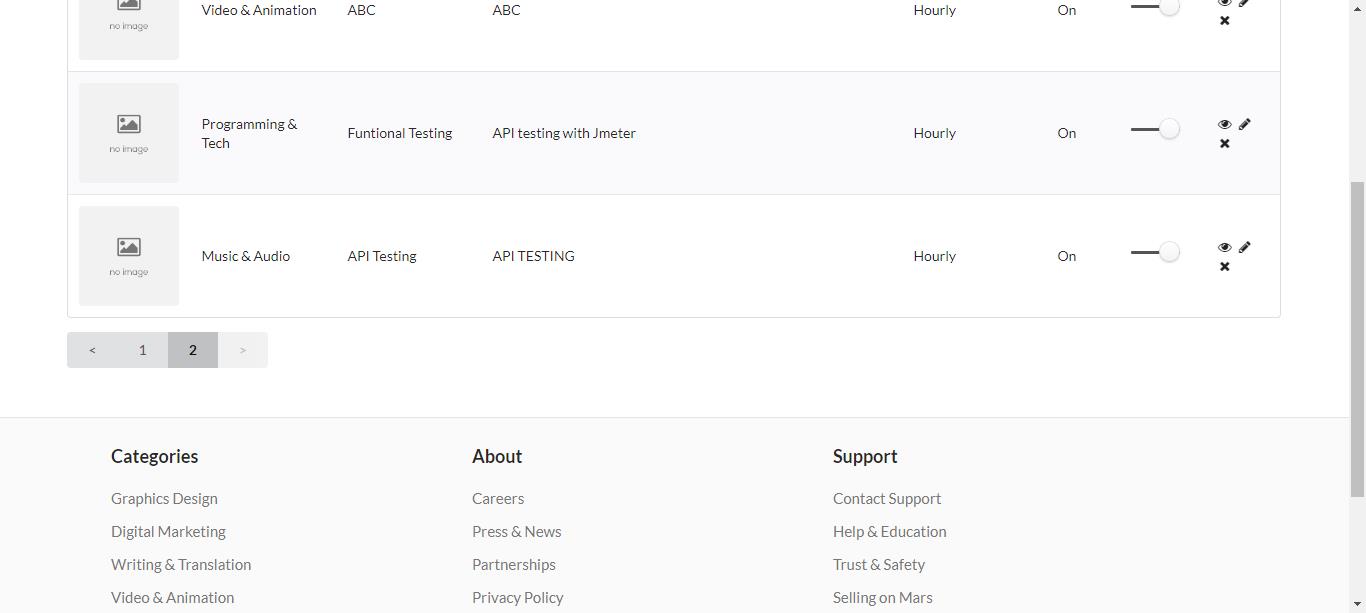 Video & Animation ABC ABC Hourly On
no image
Programming &
Tech
Funtional Testing API testing with Jmeter Hourly On
no image
Music & Audio API Testing API TESTING Hourly On
no image
< 1 2 >
Categories About Support
Graphics Design Careers Contact Support
Digital Marketing Press & News Help & Education
Writing & Translation Partnerships Trust & Safety
Video & Animation Privacy Policy Selling on Mars